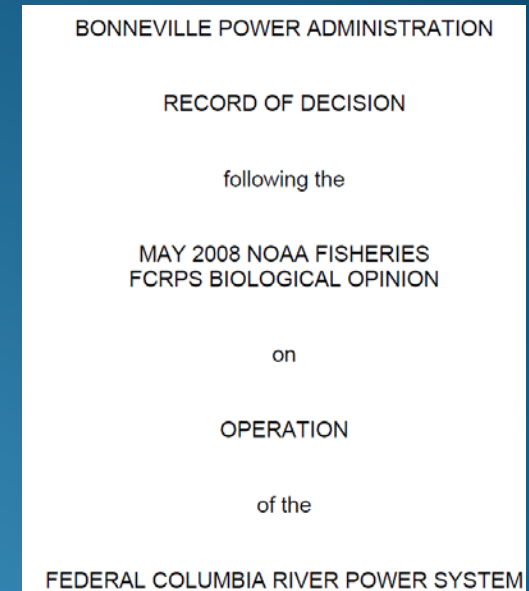 BONNEVILLE POWER ADMINISTRATION
RECORD OF DECISION
following the
MAY 2008 NOAA FISHERIES
FCRPS BIOLOGICAL OPINION
on
OPERATION
of the
FEDERAL COLUMBIA RIVER POWER SYSTEM